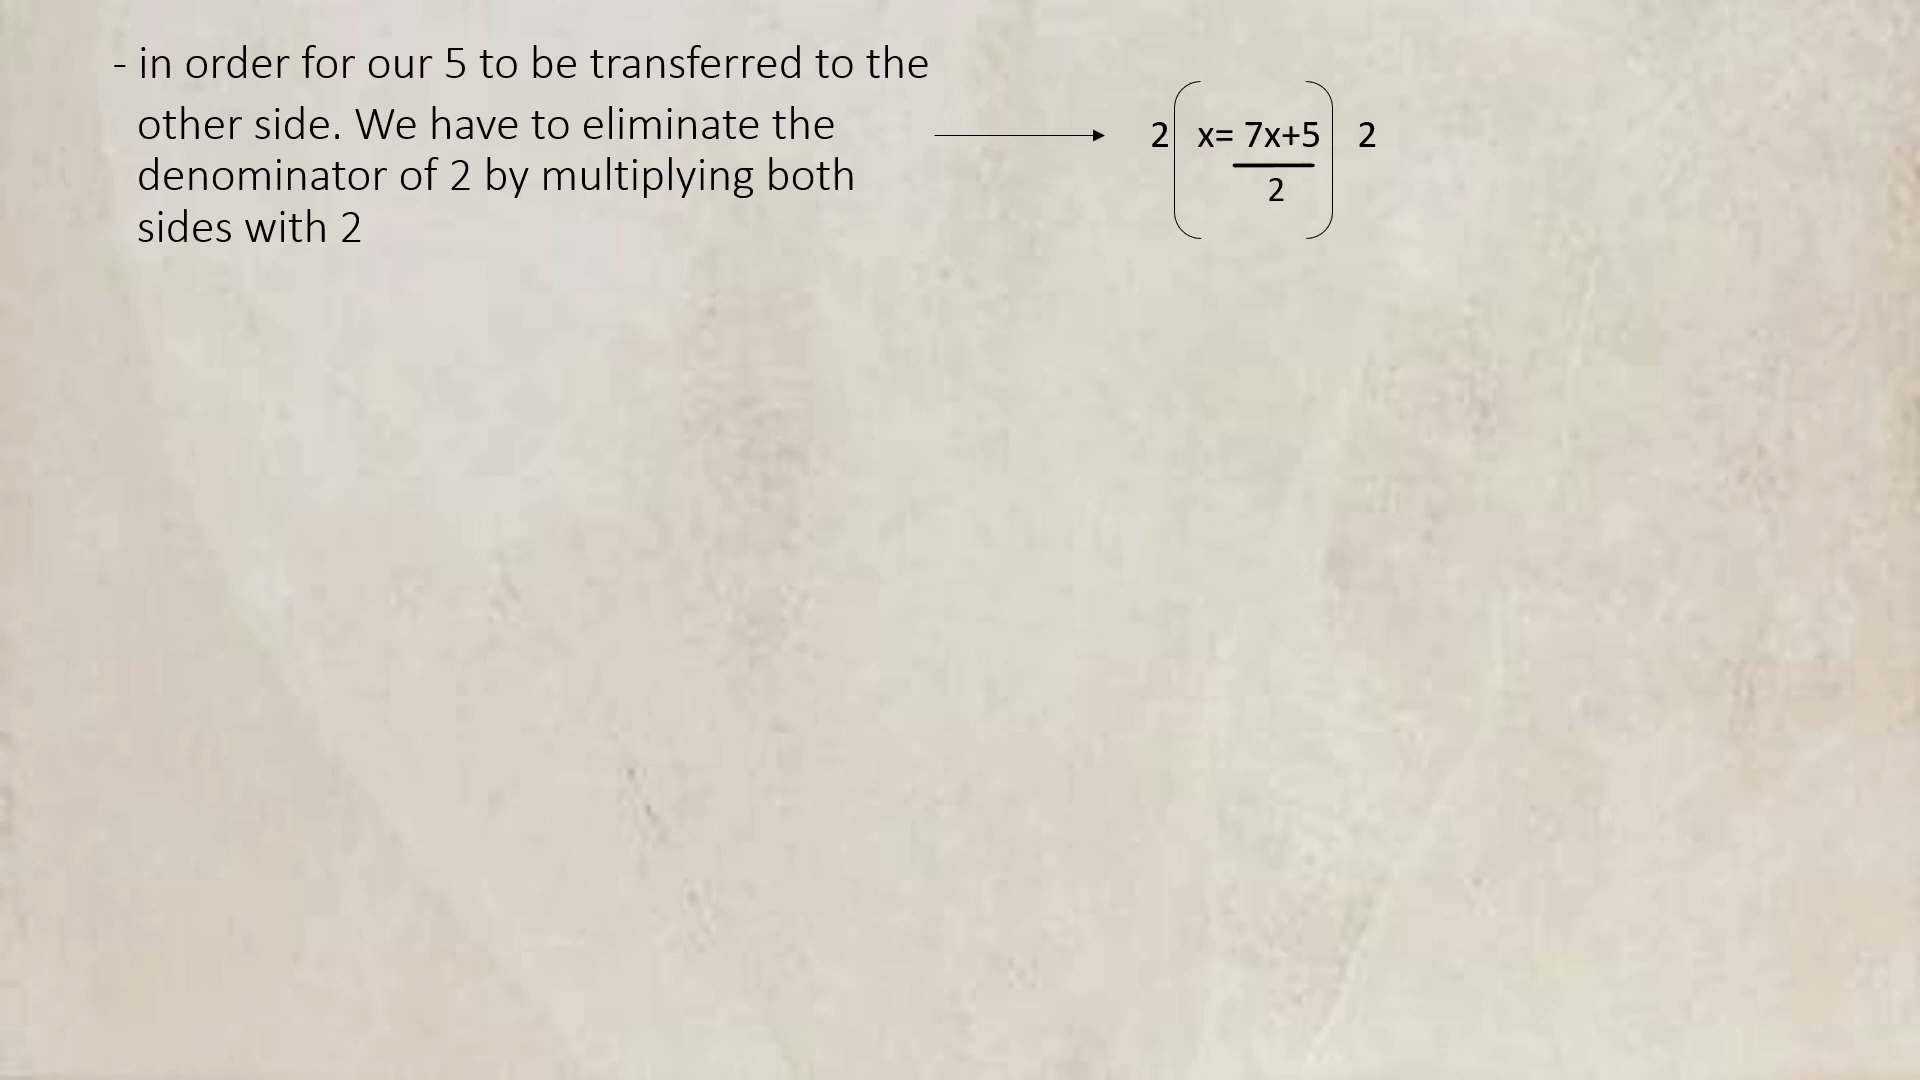 - in order for our 5 to be transferred to the
other side. We have to eliminate the
denominator of 2 by multiplying both
sides with 2
2 ( x= 7x+5 ) 2
2